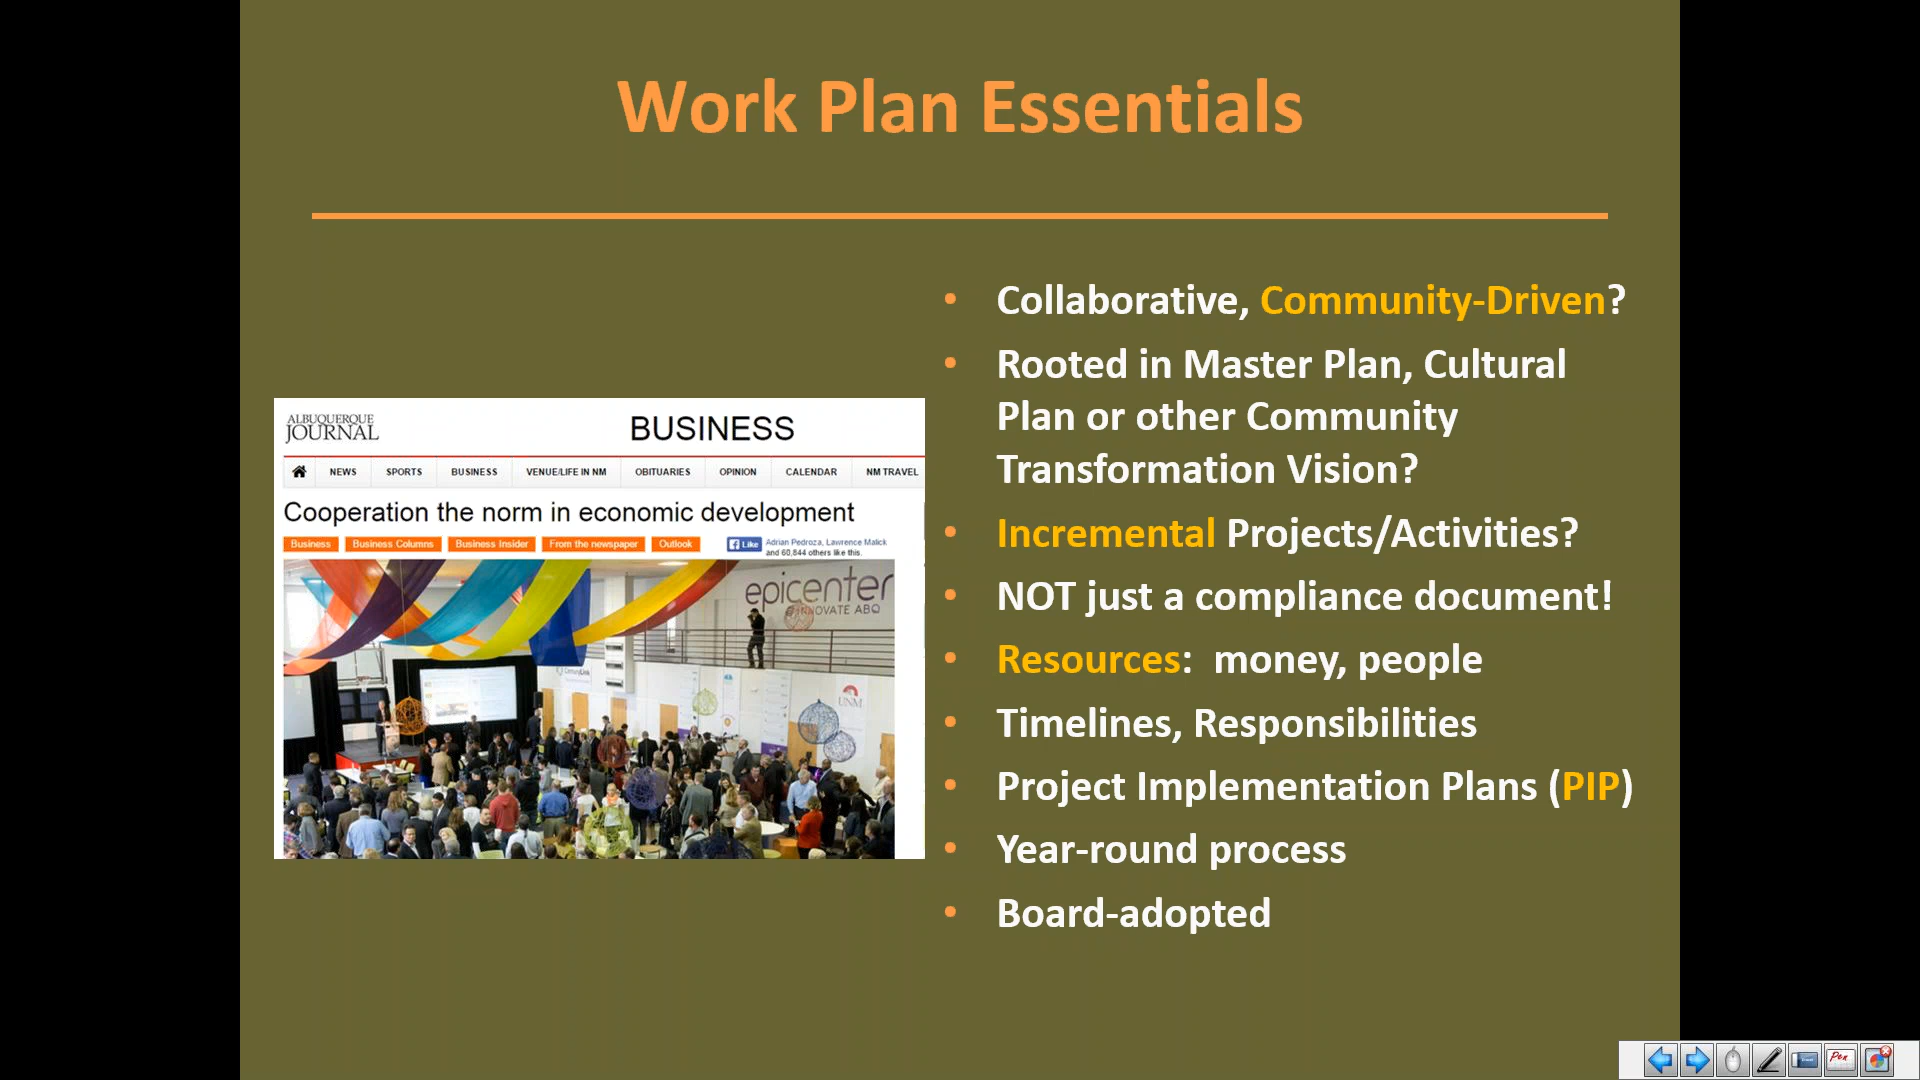 Work Plan Essentials
• Collaborative, Community-Driven?
• Rooted in Master Plan, Cultural
Plan or other Community
Transformation Vision?
• Incremental Projects/Activities?
• NOT just a compliance document!
• Resources:  money, people
• Timelines, Responsibilities
• Project Implementation Plans (PIP)
• Year-round process
• Board-adopted
ALBUQUERQUE
JOURNAL
BUSINESS
NEWS SPORTS BUSINESS VENUE/LIFE IN NM OBITUARIES OPINION CALENDAR NM TRAVEL
Cooperation the norm in economic development
Business Business Columns Business Insider From the newspaper Outlook
Like Adrian Pedroza, Lawrence Malick
and 60,844 others like this.
epicenter
INNOVATE ABQ
CenturyLink
UNM
Pen